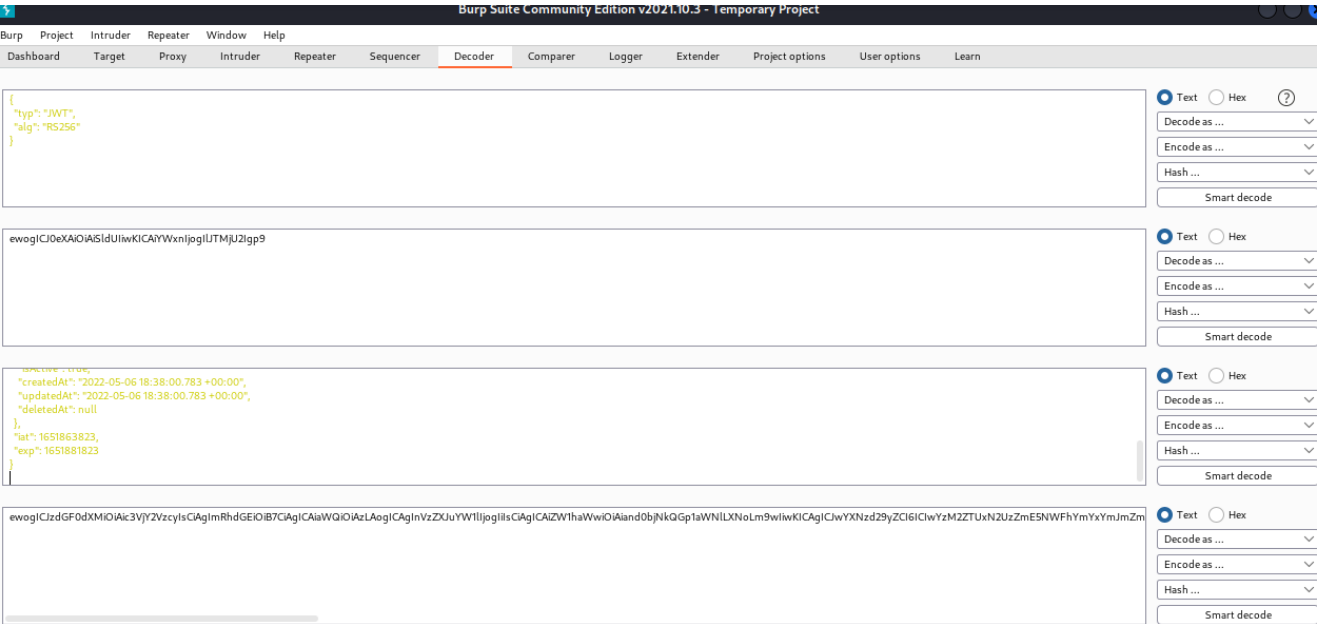 Burp Suite Community Edition v2021.10.3 - Temporary Project
Burp Project Intruder Repeater Window Help
Dashboard Target Proxy Intruder Repeater Sequencer Decoder Comparer Logger Extender Project options User options Learn
{
"typ": "JWT",
"alg": "RS256"
}
Text Hex ?
Decode as ...
Encode as ...
Hash ...
Smart decode
ewogICJ0eXAiOiAiSldUIiwKICAiYWxnIjogIlJTMjU2Igp9
Text Hex
Decode as ...
Encode as ...
Hash ...
Smart decode
"isActive": true,
"createdAt": "2022-05-06 18:38:00.783 +00:00",
"updatedAt": "2022-05-06 18:38:00.783 +00:00",
"deletedAt": null
},
"iat": 1651863823,
"exp": 1651881823
}
Text Hex
Decode as ...
Encode as ...
Hash ...
Smart decode
ewogICJzdGF0dXMiOiAic3VjY2VzcyIsCiAgImRhdGEiOiB7CiAgICAiaWQiOiAzLAogICAgInVzZXJuYW1lIjogIiIsCiAgICAiZW1haWwiOiAiand0bjNkQGp1aWNlLXNoLm9wIiwKICAgICJwYXNzd29yZCI6ICIwYzM2ZTUxN2UzZmE5NWFhYmYxYmJmZm
Text Hex
Decode as ...
Encode as ...
Hash ...
Smart decode